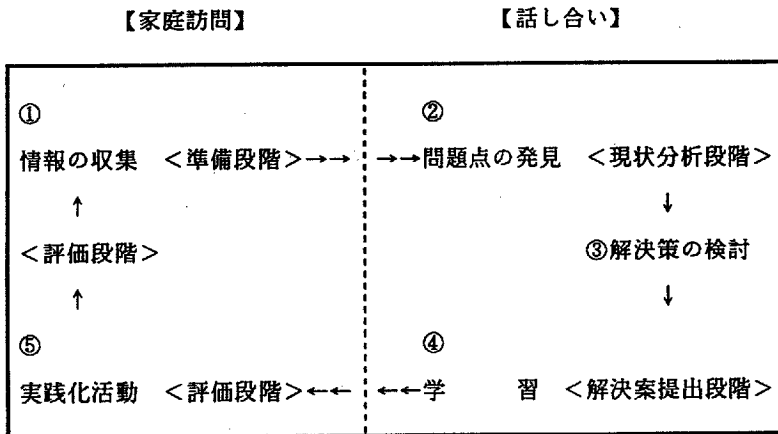 【家庭訪問】 【話し合い】
① ②
情報の収集 <準備段階>→→ →→問題点の発見 <現状分析段階>
↑ ↓
<評価段階> ③解決策の検討
↑ ↓
⑤ ④
実践化活動 <評価段階>←← ←←学 習 <解決案提出段階>